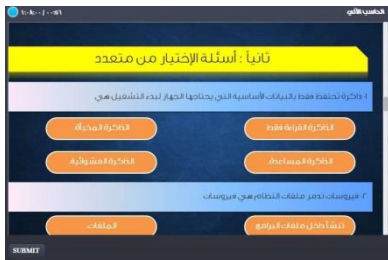 الحاسب الآلي
ثانياً : أسئلة الإختيار من متعدد
١- ذاكرة تحتفظ فقط بالبيانات الأساسية التي يحتاجها الجهاز لبدء التشغيل هي
الذاكرة القراءة فقط
الذاكرة المخبأة
الذاكرة المساعدة
الذاكرة العشوائية
٢- فيروسات تدمر ملفات النظام هي فيروسات
تنشأ داخل ملفات البرامج
الملفات
SUBMIT